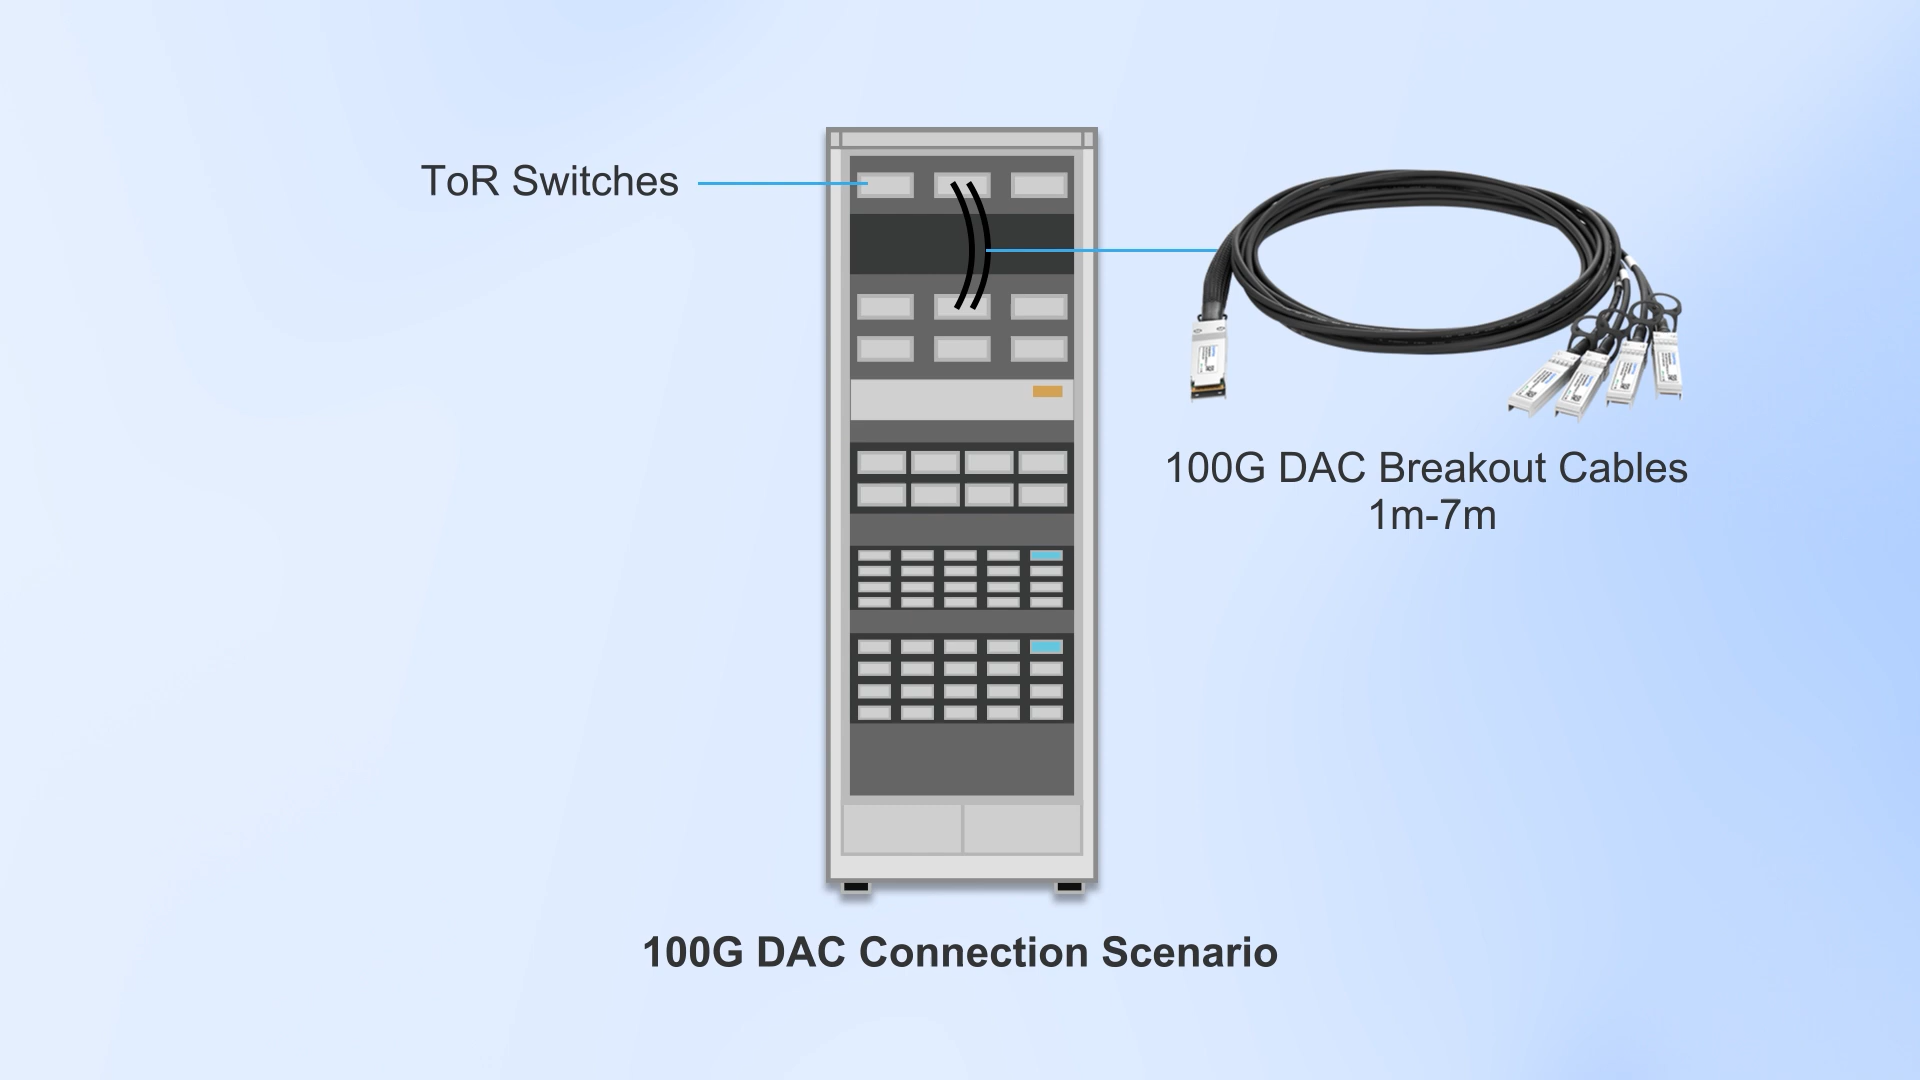 ToR Switches
100G DAC Breakout Cables
1m-7m
100G DAC Connection Scenario